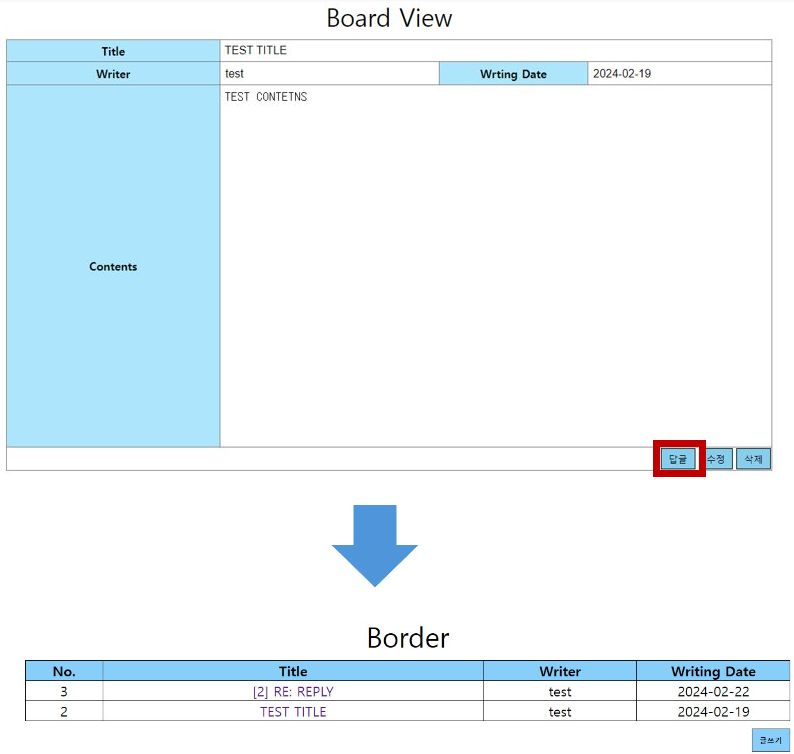 Board View
Title TEST TITLE
Writer test Wrting Date 2024-02-19
Contents TEST CONTETNS
답글 수정 삭제
Border
No. Title Writer Writing Date
3 [2] RE: REPLY test 2024-02-22
2 TEST TITLE test 2024-02-19
글쓰기